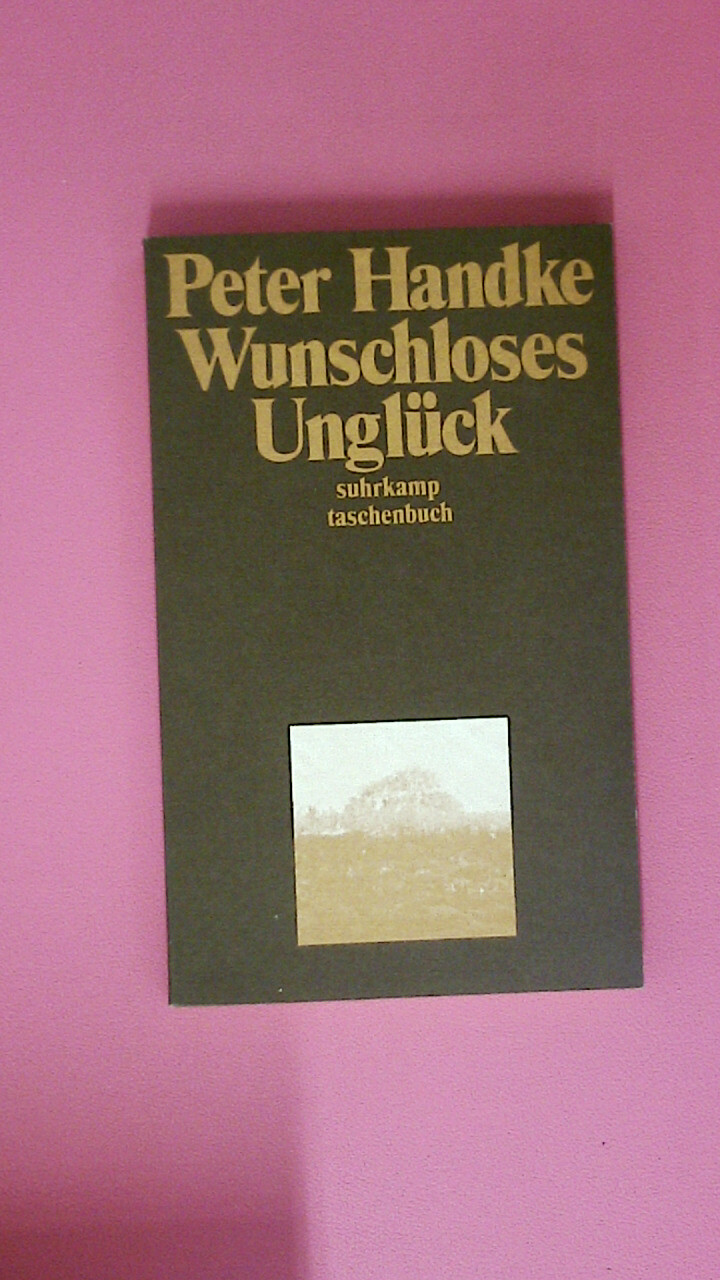 Peter Handke
Wunschloses
Unglück
suhrkamp
taschenbuch